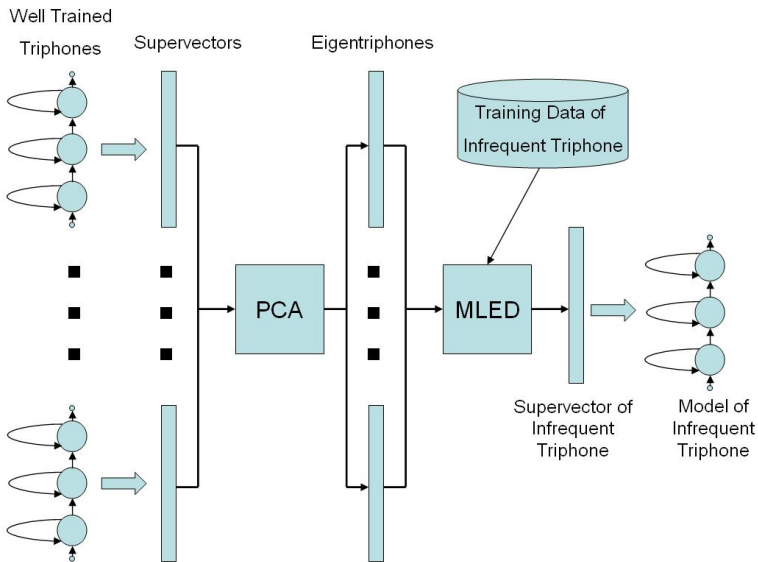 Well Trained
Triphones
Supervectors
Eigentriphones
Training Data of
Infrequent Triphone
PCA
MLED
Supervector of
Infrequent
Triphone
Model of
Infrequent
Triphone